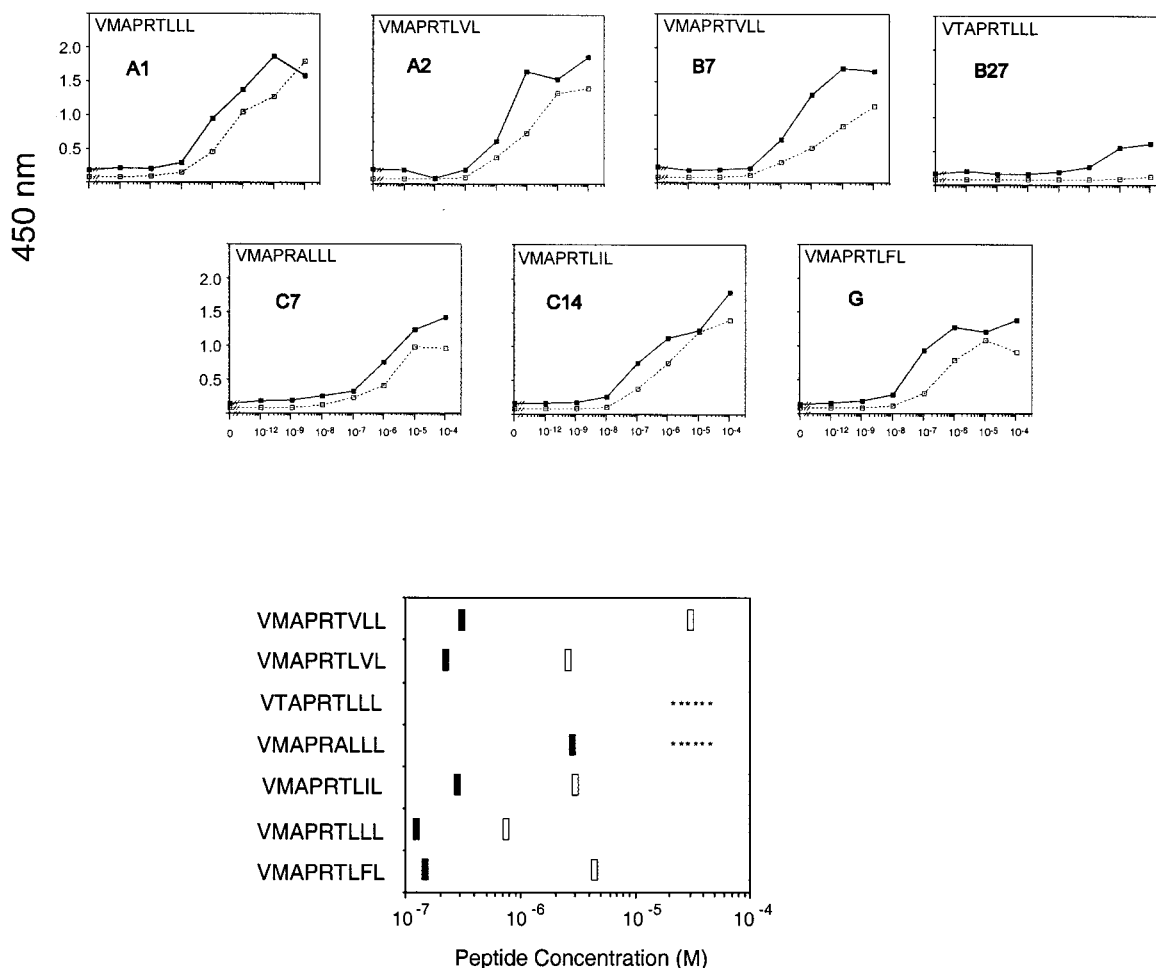 VMAPRTLLL
VMAPRTLVL
VMAPRTVLL
VTAPRTLLL
A1
A2
B7
B27
2.0
1.5
1.0
0.5
450 nm
VMAPRALLL
VMAPRTLIL
VMAPRTLFL
C7
C14
G
2.0
1.5
1.0
0.5
0 10-12 10-9 10-8 10-7 10-6 10-5 10-4
0 10-12 10-9 10-8 10-7 10-6 10-5 10-4
0 10-12 10-9 10-8 10-7 10-6 10-5 10-4
VMAPRTVLL
VMAPRTLVL
VTAPRTLLL ******
VMAPRALLL ******
VMAPRTLIL
VMAPRTLLL
VMAPRTLFL
10-7 10-6 10-5 10-4
Peptide Concentration (M)